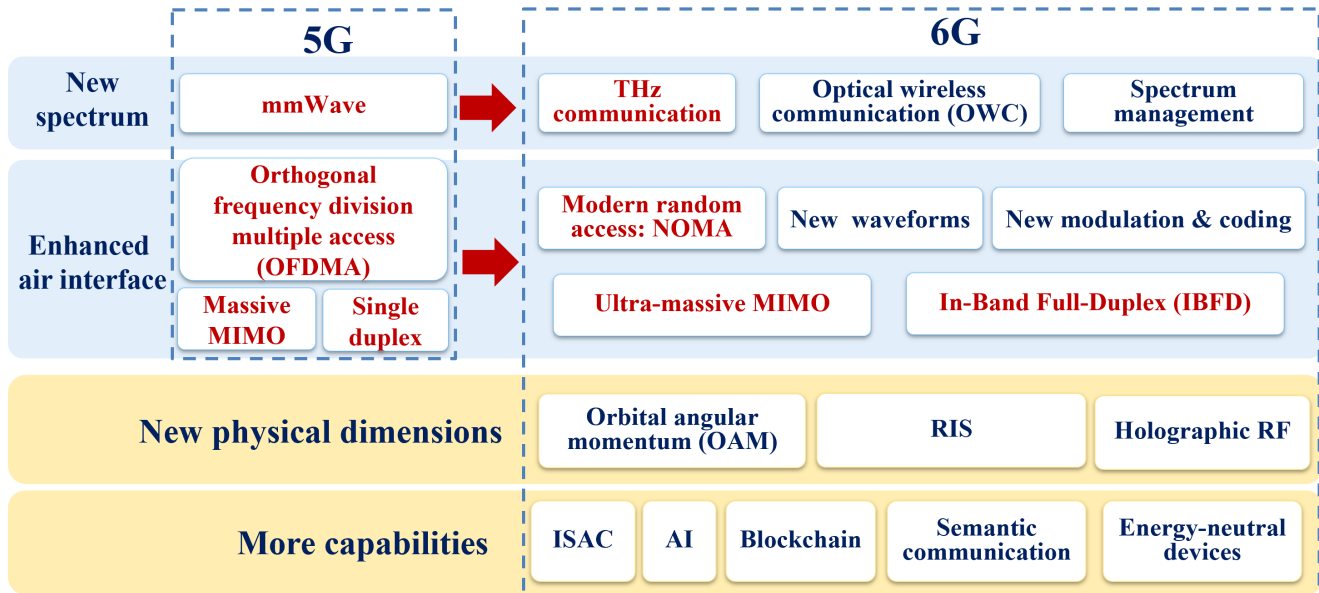 5G
6G
New
spectrum
mmWave
THz
communication
Optical wireless
communication (OWC)
Spectrum
management
Enhanced
air interface
Orthogonal
frequency division
multiple access
(OFDMA)
Massive
MIMO
Single
duplex
Modern random
access: NOMA
New waveforms
New modulation & coding
Ultra-massive MIMO
In-Band Full-Duplex (IBFD)
New physical dimensions
Orbital angular
momentum (OAM)
RIS
Holographic RF
More capabilities
ISAC
AI
Blockchain
Semantic
communication
Energy-neutral
devices